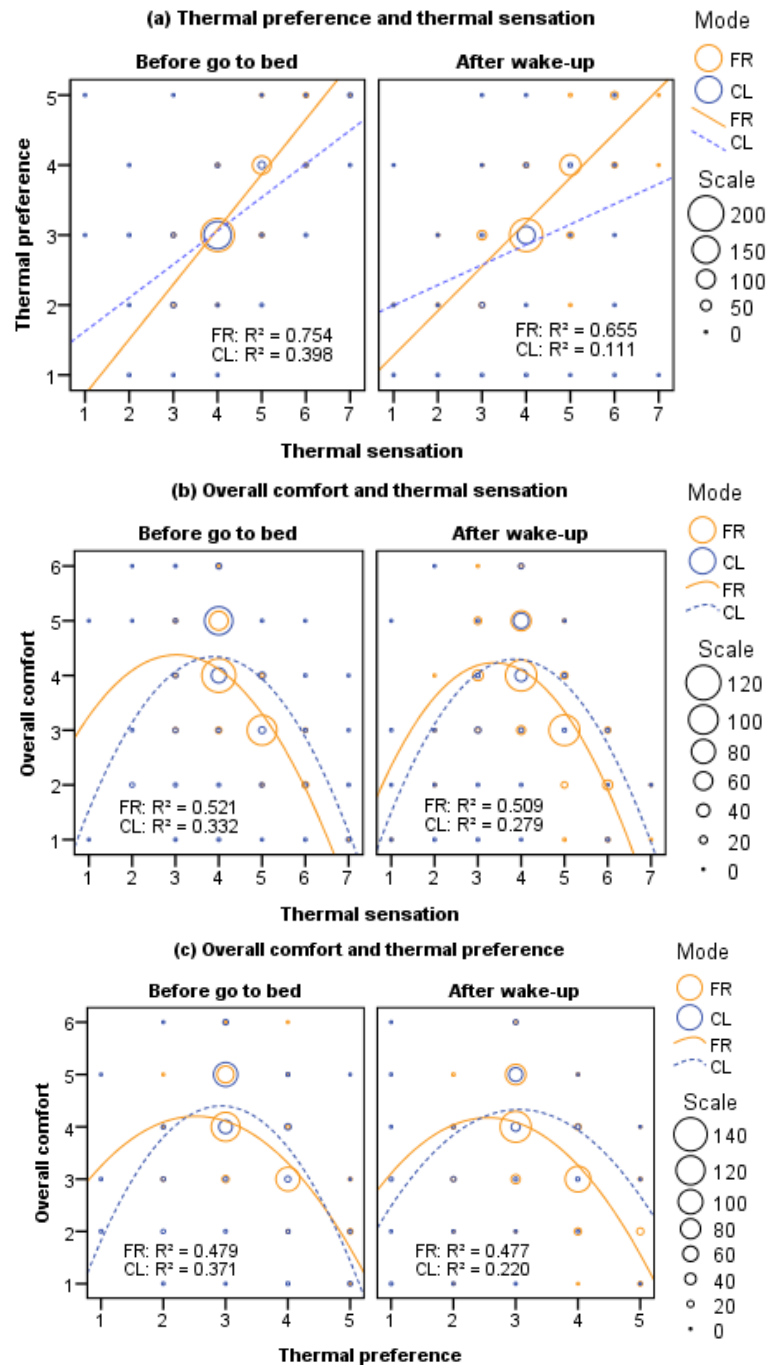 (a) Thermal preference and thermal sensation
Before go to bed
After wake-up
Mode
FR
CL
FR
CL
Scale
200
150
100
50
0
Thermal preference
5
4
3
2
1
FR: R² = 0.754
CL: R² = 0.398
FR: R² = 0.655
CL: R² = 0.111
1 2 3 4 5 6 7
1 2 3 4 5 6 7
Thermal sensation
(b) Overall comfort and thermal sensation
Before go to bed
After wake-up
Mode
FR
CL
FR
CL
Scale
120
100
80
60
40
20
0
Overall comfort
6
5
4
3
2
1
FR: R² = 0.521
CL: R² = 0.332
FR: R² = 0.509
CL: R² = 0.279
1 2 3 4 5 6 7
1 2 3 4 5 6 7
Thermal sensation
(c) Overall comfort and thermal preference
Before go to bed
After wake-up
Mode
FR
CL
FR
CL
Scale
140
120
100
80
60
40
20
0
Overall comfort
6
5
4
3
2
1
FR: R² = 0.479
CL: R² = 0.371
FR: R² = 0.477
CL: R² = 0.220
1 2 3 4 5
1 2 3 4 5
Thermal preference